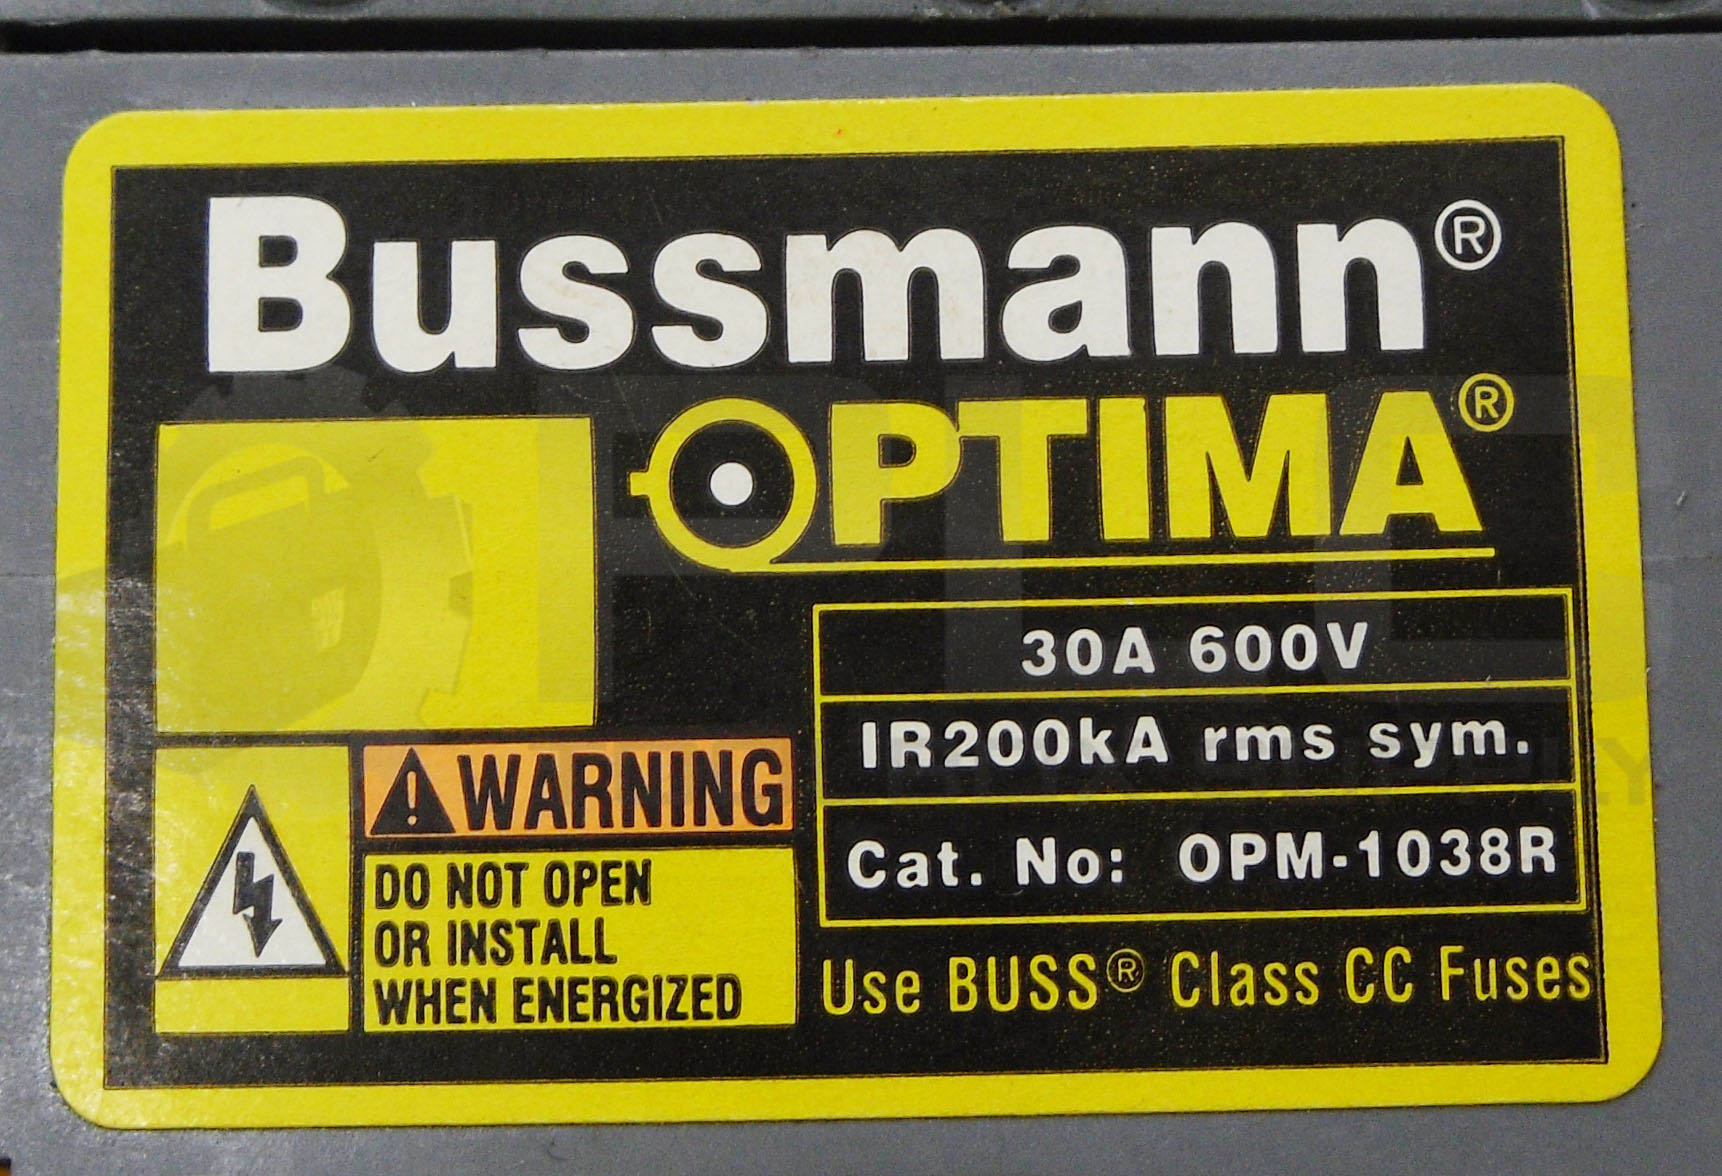 Bussmann®
OPTIMA®
30A 600V
IR200kA rms sym.
Cat. No: OPM-1038R
Use BUSS® Class CC Fuses
WARNING
DO NOT OPEN
OR INSTALL
WHEN ENERGIZED